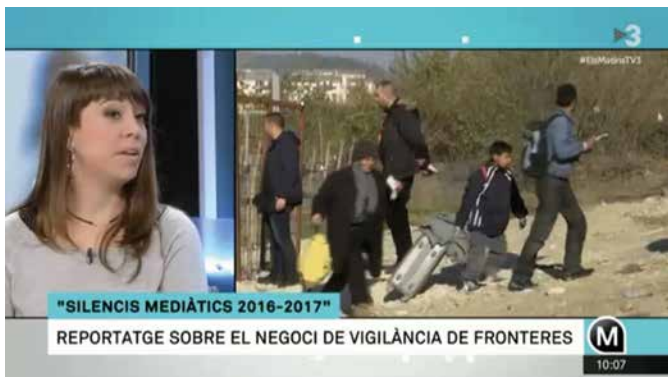 3
#ElsMatinsTV3
"SILENCIS MEDIÀTICS 2016-2017"
REPORTATGE SOBRE EL NEGOCI DE VIGILÀNCIA DE FRONTERES
M
10:07